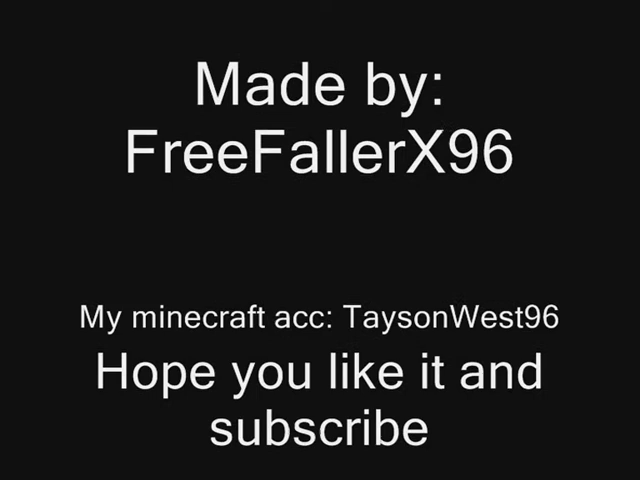 Made by:
FreeFallerX96
My minecraft acc: TaysonWest96
Hope you like it and
subscribe